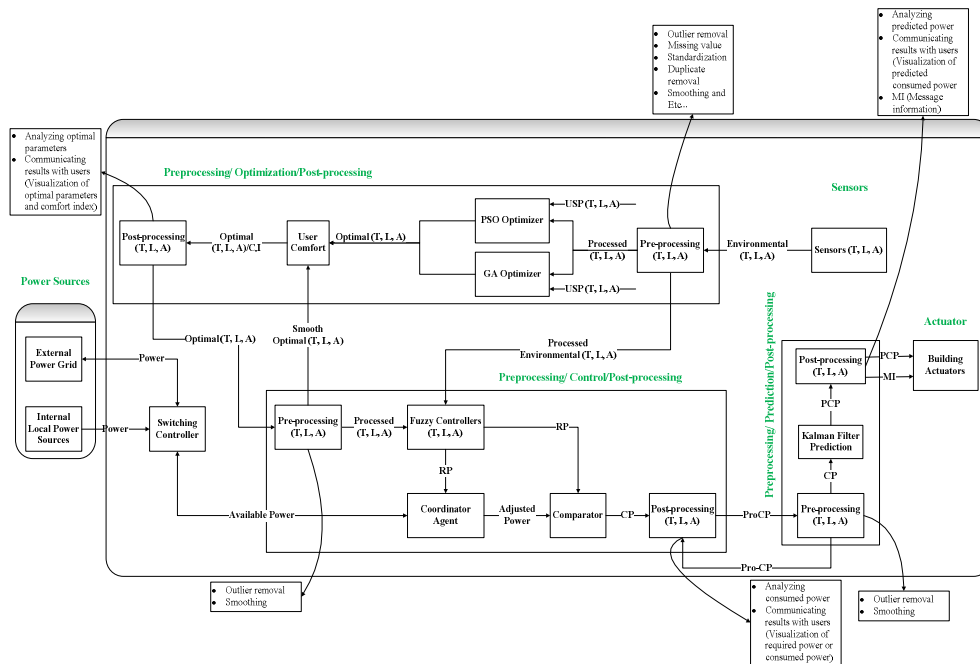 Analyzing
predicted power
Communicating
results with users
(Visualization of
predicted
consumed power
MI (Message
information)
Outlier removal
Missing value
Standardization
Duplicate
removal
Smoothing and
Etc...
Analyzing optimal
parameters
Communicating
results with users
(Visualization of
optimal parameters
and comfort index)
Preprocessing/ Optimization/Post-processing
Sensors
Post-processing
(T, L, A)
Optimal
(T, L, A)/C,I
User
Comfort
Optimal (T, L, A)
PSO Optimizer
GA Optimizer
USP (T, L, A)
Processed
(T, L, A)
USP (T, L, A)
Pre-processing
(T, L, A)
Environmental
(T, L, A)
Sensors (T, L, A)
Power Sources
External
Power Grid
Internal
Local Power
Sources
Power
Power
Switching
Controller
Optimal (T, L, A)
Smooth
Optimal (T, L, A)
Processed
Environmental (T, L, A)
Preprocessing/ Control/Post-processing
Pre-processing
(T, L, A)
Processed
(T, L, A)
Fuzzy Controllers
(T, L, A)
RP
RP
Available Power
Coordinator
Agent
Adjusted
Power
Comparator
CP
Post-processing
(T, L, A)
ProCP
Pro-CP
Preprocessing/ Prediction/Post-processing
Post-processing
(T, L, A)
PCP
Kalman Filter
Prediction
CP
Pre-processing
(T, L, A)
PCP
MI
Actuator
Building
Actuators
Outlier removal
Smoothing
Analyzing
consumed power
Communicating
results with users
(Visualization of
required power or
consumed power)
Outlier removal
Smoothing